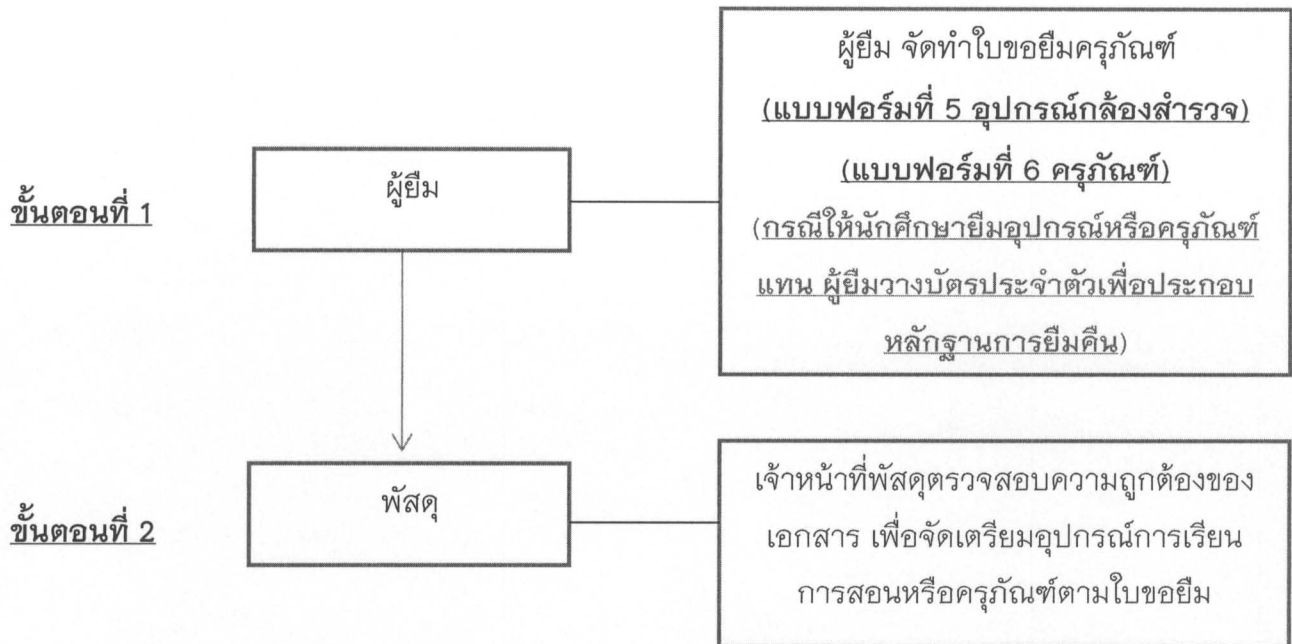 ขั้นตอนที่ 1
ผู้ยืม
ผู้ยืม จัดทำใบขอยืมครุภัณฑ์
(แบบฟอร์มที่ 5 อุปกรณ์กล้องสำรวจ)
(แบบฟอร์มที่ 6 ครุภัณฑ์)
(กรณีให้นักศึกษายืมอุปกรณ์หรือครุภัณฑ์
แทน ผู้ยืมวางบัตรประจำตัวเพื่อประกอบ
หลักฐานการยืมคืน)
ขั้นตอนที่ 2
พัสดุ
เจ้าหน้าที่พัสดุตรวจสอบความถูกต้องของ
เอกสาร เพื่อจัดเตรียมอุปกรณ์การเรียน
การสอนหรือครุภัณฑ์ตามใบขอยืม